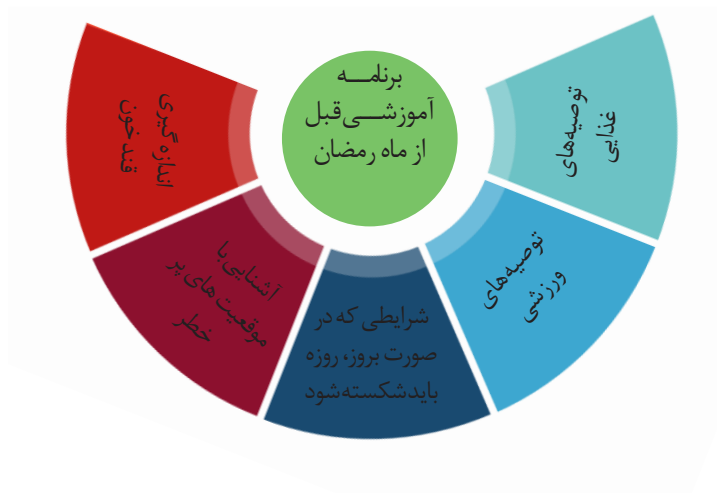 برنامه
آموزشی قبل
از ماه رمضان
توصیه‌های
غذایی
توصیه‌های
ورزشی
شرایطی که در
صورت بروز، روزه
باید شکسته شود
آشنایی با
موقعیت های پر
خطر
اندازه گیری
قند خون